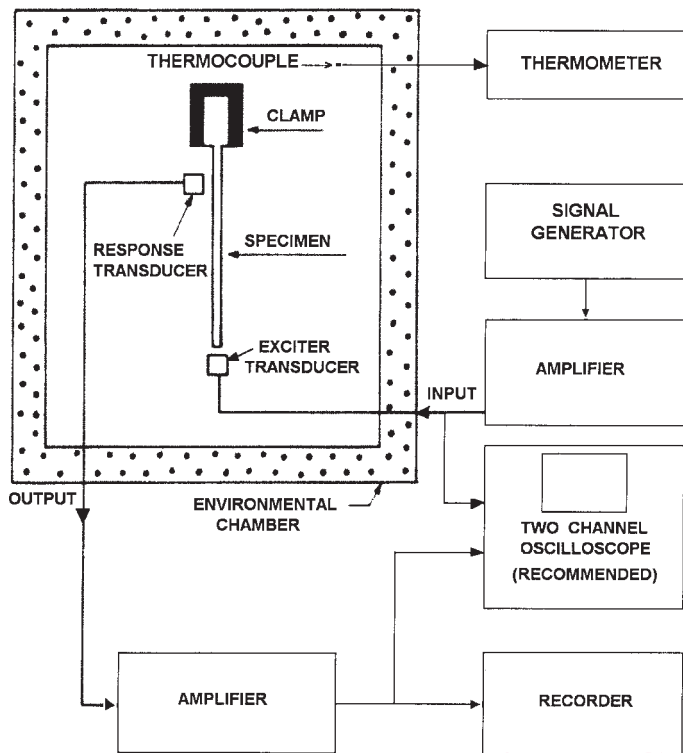 THERMOCOUPLE
THERMOMETER
CLAMP
RESPONSE
TRANSDUCER
SPECIMEN
SIGNAL
GENERATOR
EXCITER
TRANSDUCER
AMPLIFIER
INPUT
OUTPUT
ENVIRONMENTAL
CHAMBER
TWO CHANNEL
OSCILLOSCOPE
(RECOMMENDED)
AMPLIFIER
RECORDER